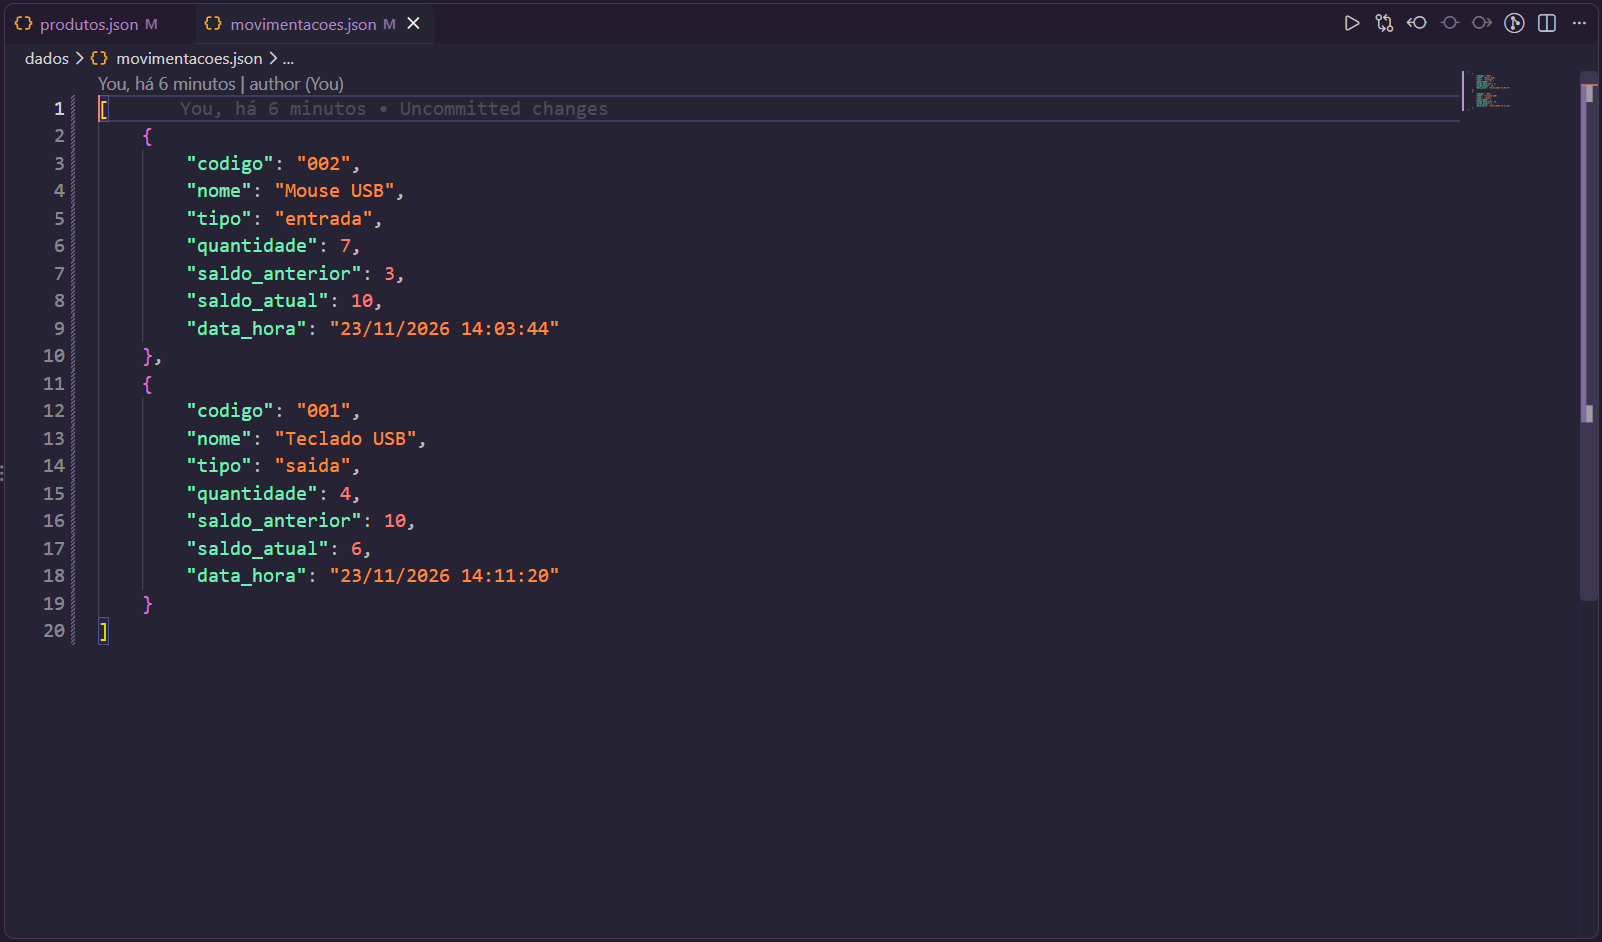 produtos.json M
movimentacoes.json M
dados > movimentacoes.json > ...
You, há 6 minutos | author (You)
1 [ You, há 6 minutos • Uncommitted changes
2 {
3 "codigo": "002",
4 "nome": "Mouse USB",
5 "tipo": "entrada",
6 "quantidade": 7,
7 "saldo_anterior": 3,
8 "saldo_atual": 10,
9 "data_hora": "23/11/2026 14:03:44"
10 },
11 {
12 "codigo": "001",
13 "nome": "Teclado USB",
14 "tipo": "saida",
15 "quantidade": 4,
16 "saldo_anterior": 10,
17 "saldo_atual": 6,
18 "data_hora": "23/11/2026 14:11:20"
19 }
20 ]